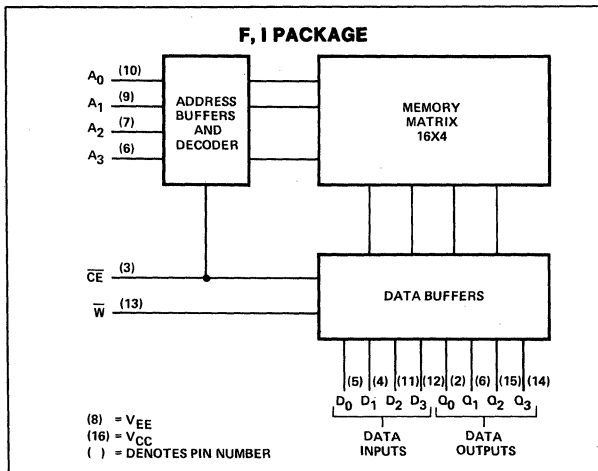 F, I PACKAGE
A0 (10)
A1 (9)
A2 (7)
A3 (6)
ADDRESS
BUFFERS
AND
DECODER
MEMORY
MATRIX
16X4
CE (3)
W (13)
DATA BUFFERS
(5) (4) (11) (12) (2) (6) (15) (14)
D0 D1 D2 D3 Q0 Q1 Q2 Q3
DATA
INPUTS
DATA
OUTPUTS
(8) = VEE
(16) = VCC
( ) = DENOTES PIN NUMBER